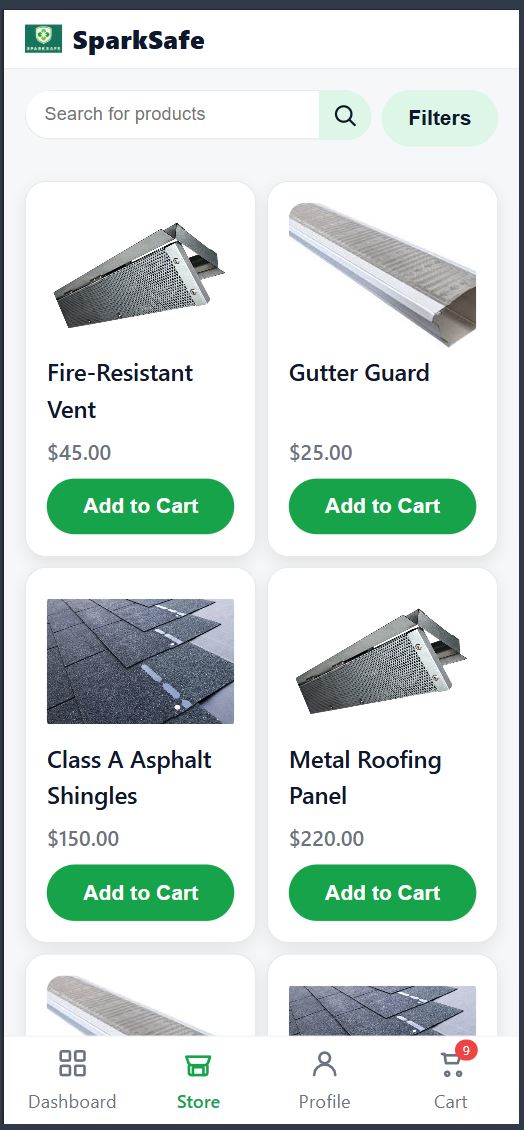 SPARKSAFE
SparkSafe
Search for products
Filters
Fire-Resistant
Vent
$45.00
Add to Cart
Gutter Guard
$25.00
Add to Cart
Class A Asphalt
Shingles
$150.00
Add to Cart
Metal Roofing
Panel
$220.00
Add to Cart
9
Dashboard
Store
Profile
Cart